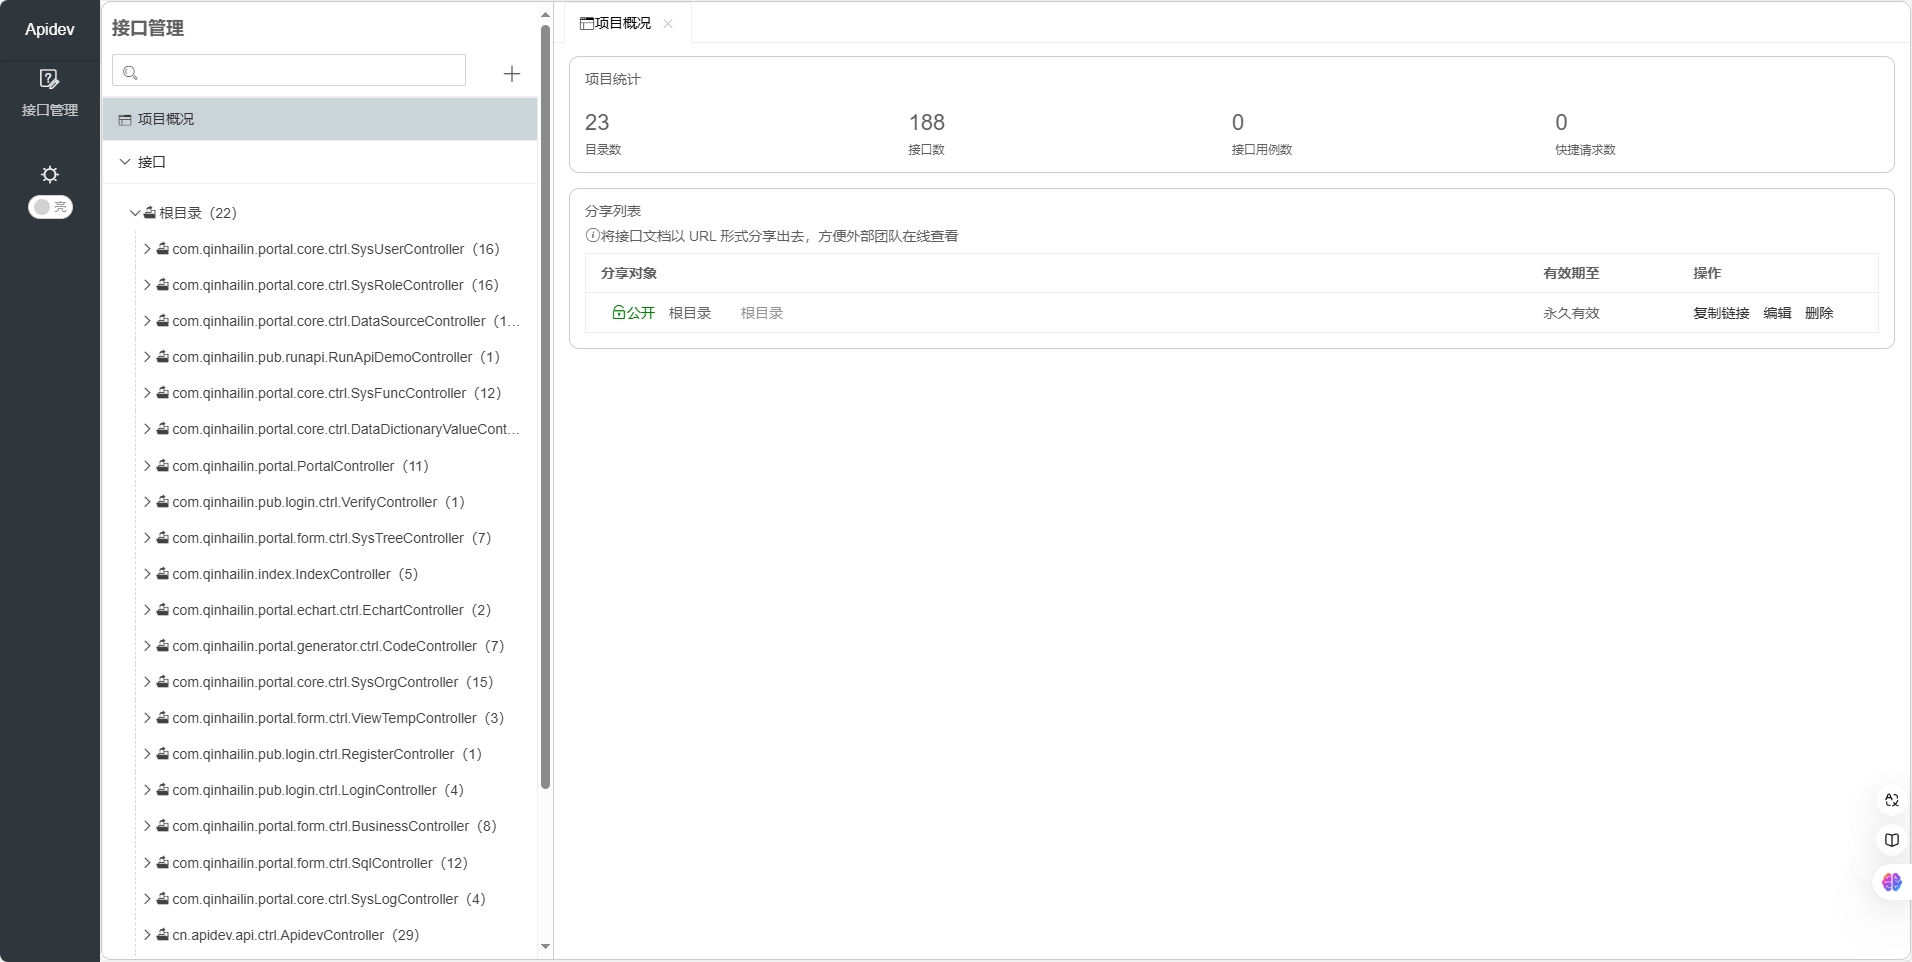 Apidev
接口管理
亮
接口管理
项目概况
接口
根目录（22）
com.qinhailin.portal.core.ctrl.SysUserController（16）
com.qinhailin.portal.core.ctrl.SysRoleController（16）
com.qinhailin.portal.core.ctrl.DataSourceController（1...
com.qinhailin.pub.runapi.RunApiDemoController（1）
com.qinhailin.portal.core.ctrl.SysFuncController（12）
com.qinhailin.portal.core.ctrl.DataDictionaryValueCont...
com.qinhailin.portal.PortalController（11）
com.qinhailin.pub.login.ctrl.VerifyController（1）
com.qinhailin.portal.form.ctrl.SysTreeController（7）
com.qinhailin.index.IndexController（5）
com.qinhailin.portal.echart.ctrl.EchartController（2）
com.qinhailin.portal.generator.ctrl.CodeController（7）
com.qinhailin.portal.core.ctrl.SysOrgController（15）
com.qinhailin.portal.form.ctrl.ViewTempController（3）
com.qinhailin.pub.login.ctrl.RegisterController（1）
com.qinhailin.pub.login.ctrl.LoginController（4）
com.qinhailin.portal.form.ctrl.BusinessController（8）
com.qinhailin.portal.form.ctrl.SqlController（12）
com.qinhailin.portal.core.ctrl.SysLogController（4）
cn.apidev.api.ctrl.ApidevController（29）
项目概况
项目统计
23 188 0 0
目录数 接口数 接口用例数 快捷请求数
分享列表
将接口文档以 URL 形式分享出去，方便外部团队在线查看
分享对象 有效期至 操作
公开 根目录 根目录 永久有效 复制链接 编辑 删除